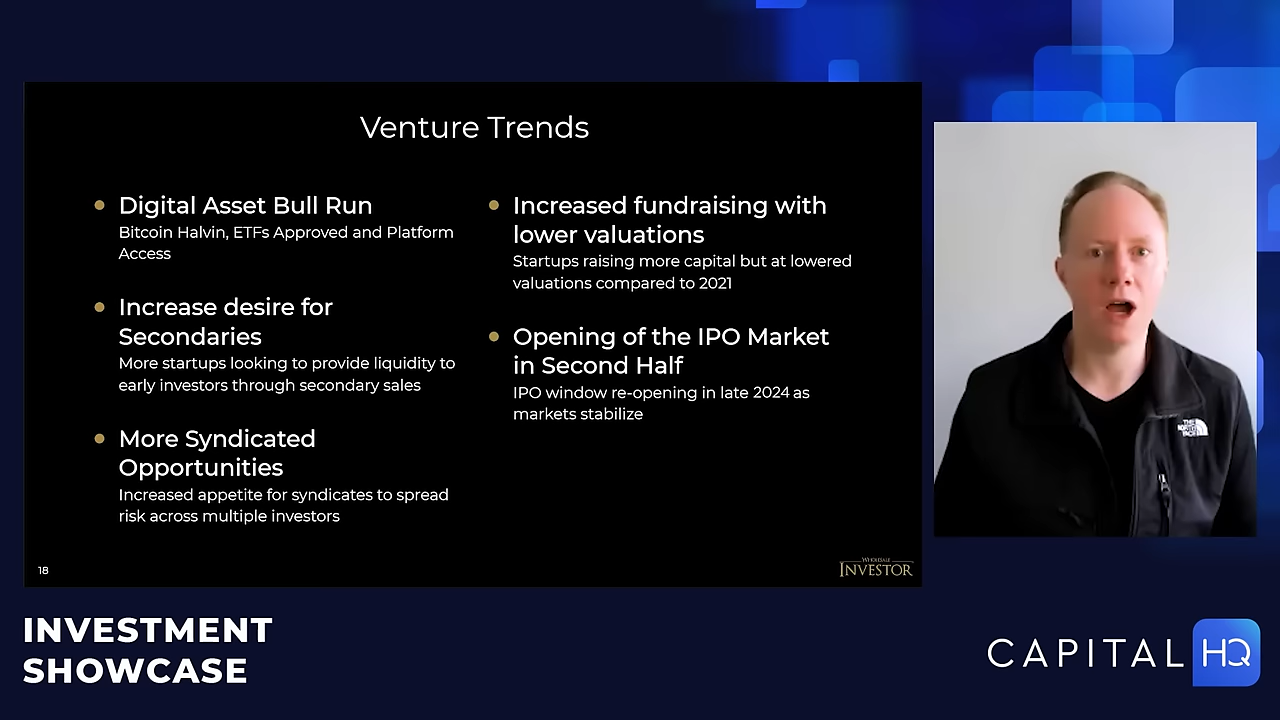 Venture Trends
Digital Asset Bull Run
Bitcoin Halvin, ETFs Approved and Platform
Access
Increase desire for
Secondaries
More startups looking to provide liquidity to
early investors through secondary sales
More Syndicated
Opportunities
Increased appetite for syndicates to spread
risk across multiple investors
Increased fundraising with
lower valuations
Startups raising more capital but at lowered
valuations compared to 2021
Opening of the IPO Market
in Second Half
IPO window re-opening in late 2024 as
markets stabilize
18
WHOLESALE
INVESTOR
THE
NORTH
FACE
INVESTMENT
SHOWCASE
CAPITAL HQ